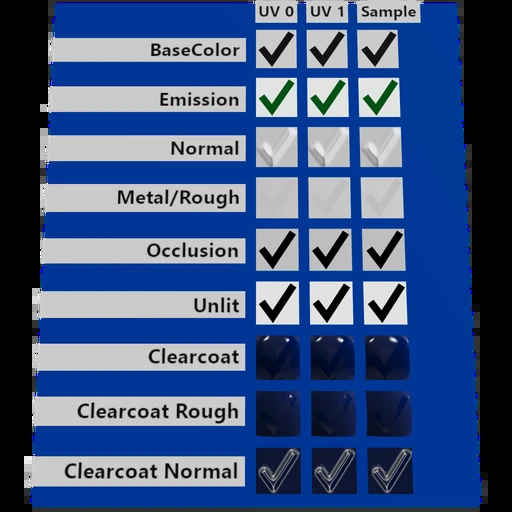 UV 0 UV 1 Sample
BaseColor
Emission
Normal
Metal/Rough
Occlusion
Unlit
Clearcoat
Clearcoat Rough
Clearcoat Normal